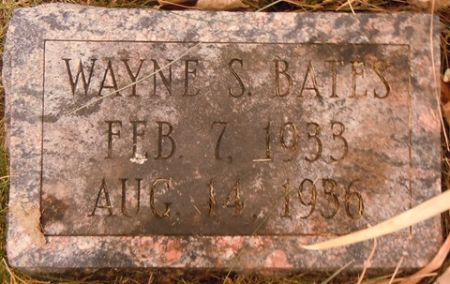 WAYNE S. BATES
FEB. 7, 1933
AUG. 14, 1936